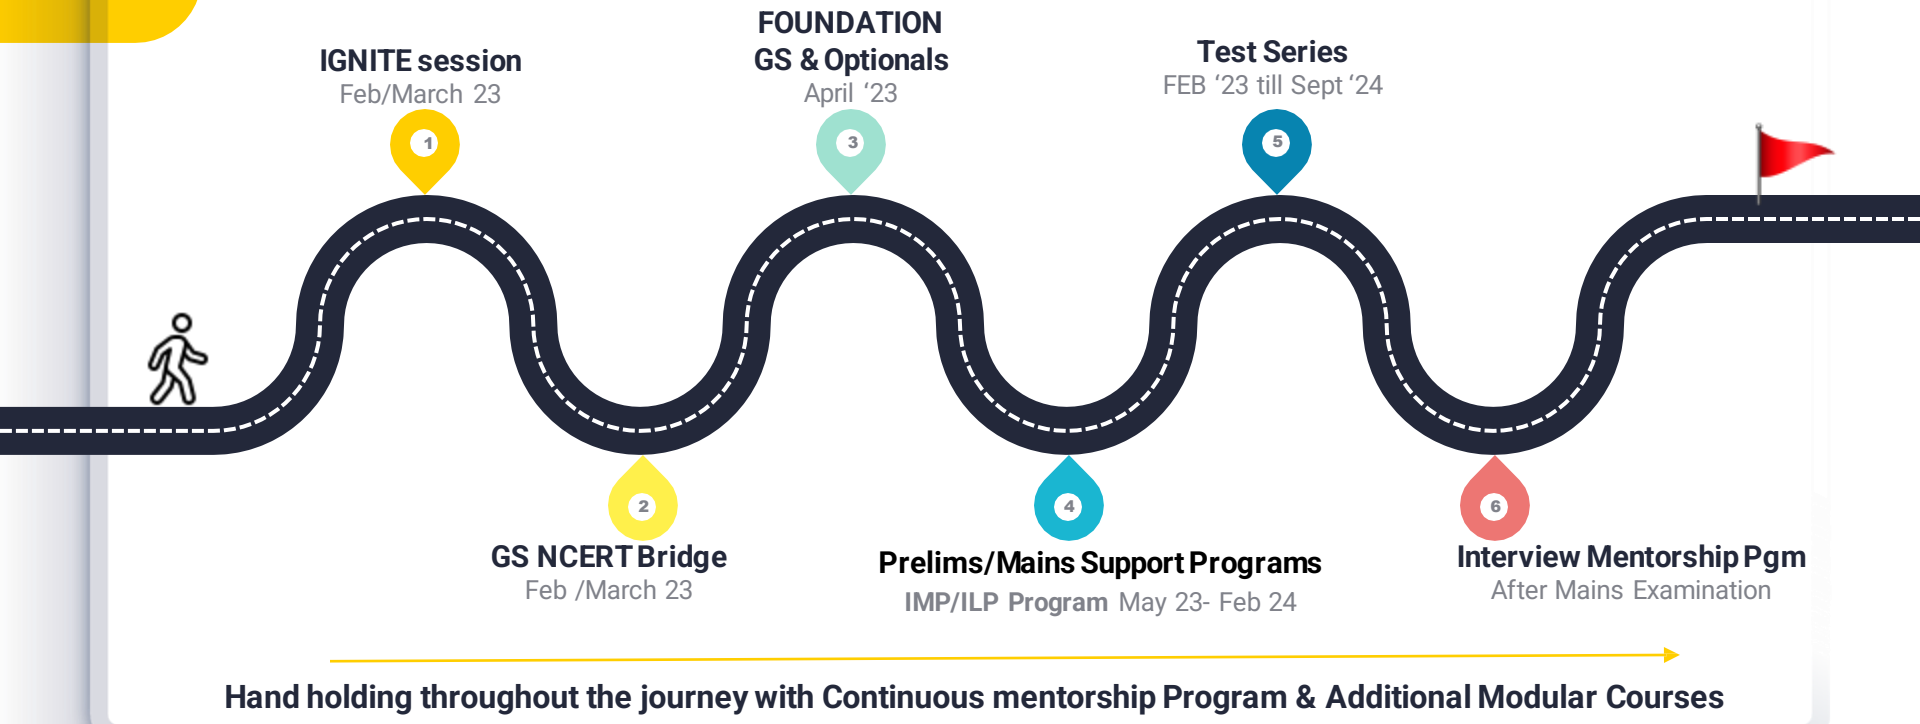 IGNITE session
Feb/March 23
1
GS NCERT Bridge
Feb /March 23
2
FOUNDATION
GS & Optionals
April ‘23
3
Prelims/Mains Support Programs
IMP/ILP Program May 23- Feb 24
4
Test Series
FEB ‘23 till Sept ‘24
5
Interview Mentorship Pgm
After Mains Examination
6
Hand holding throughout the journey with Continuous mentorship Program & Additional Modular Courses